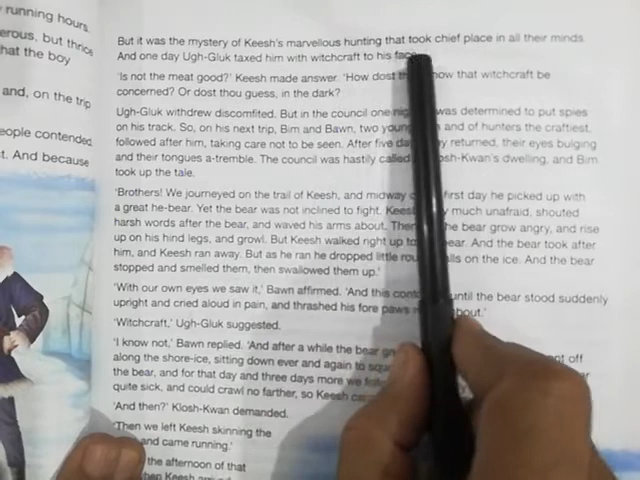 running hours
erous, but thrice
hat the boy
and, on the trip
eople contended
t. And because
But it was the mystery of Keesh's marvellous hunting that took chief place in all their minds.
And one day Ugh-Gluk taxed him with witchcraft to his face.
'Is not the meat good?' Keesh made answer. 'How dost know that witchcraft be
concerned? Or dost thou guess, in the dark?
Ugh-Gluk withdrew discomfited. But in the council one was determined to put spies
on his track. So, on his next trip, Bim and Bawn, two young and of hunters the craftiest,
followed after him, taking care not to be seen. After five returned, their eyes bulging
and their tongues a-tremble. The council was hastily called osh-Kwan's dwelling, and Bim
took up the tale.
'Brothers! We journeyed on the trail of Keesh, and midway first day he picked up with
a great he-bear. Yet the bear was not inclined to fight. Keesh much unafraid, shouted
harsh words after the bear, and waved his arms about. Then the bear grow angry, and rise
up on his hind legs, and growl. But Keesh walked right up to bear. And the bear took after
him, and Keesh ran away. But as he ran he dropped little balls on the ice. And the bear
stopped and smelled them, then swallowed them up.'
'With our own eyes we saw it,' Bawn affirmed. 'And this until the bear stood suddenly
upright and cried aloud in pain, and thrashed his fore paws about.'
'Witchcraft,' Ugh-Gluk suggested.
'I know not,' Bawn replied. 'And after a while the bear off
along the shore-ice, sitting down ever and again to
the bear, and for that day and three days more we
quite sick, and could crawl no farther, so Keesh
'And then?' Klosh-Kwan demanded.
'Then we left Keesh skinning the
and came running.'
the afternoon of that